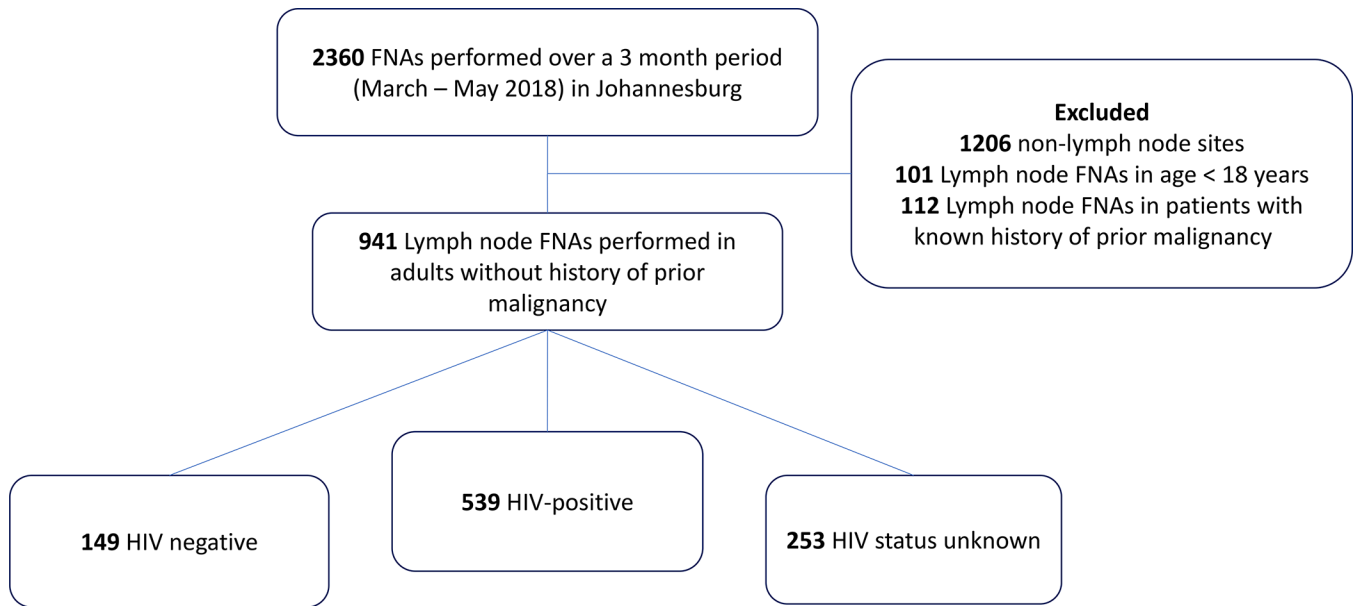 2360 FNAs performed over a 3 month period
(March – May 2018) in Johannesburg
Excluded
1206 non-lymph node sites
101 Lymph node FNAs in age < 18 years
112 Lymph node FNAs in patients with
known history of prior malignancy
941 Lymph node FNAs performed in
adults without history of prior
malignancy
149 HIV negative
539 HIV-positive
253 HIV status unknown